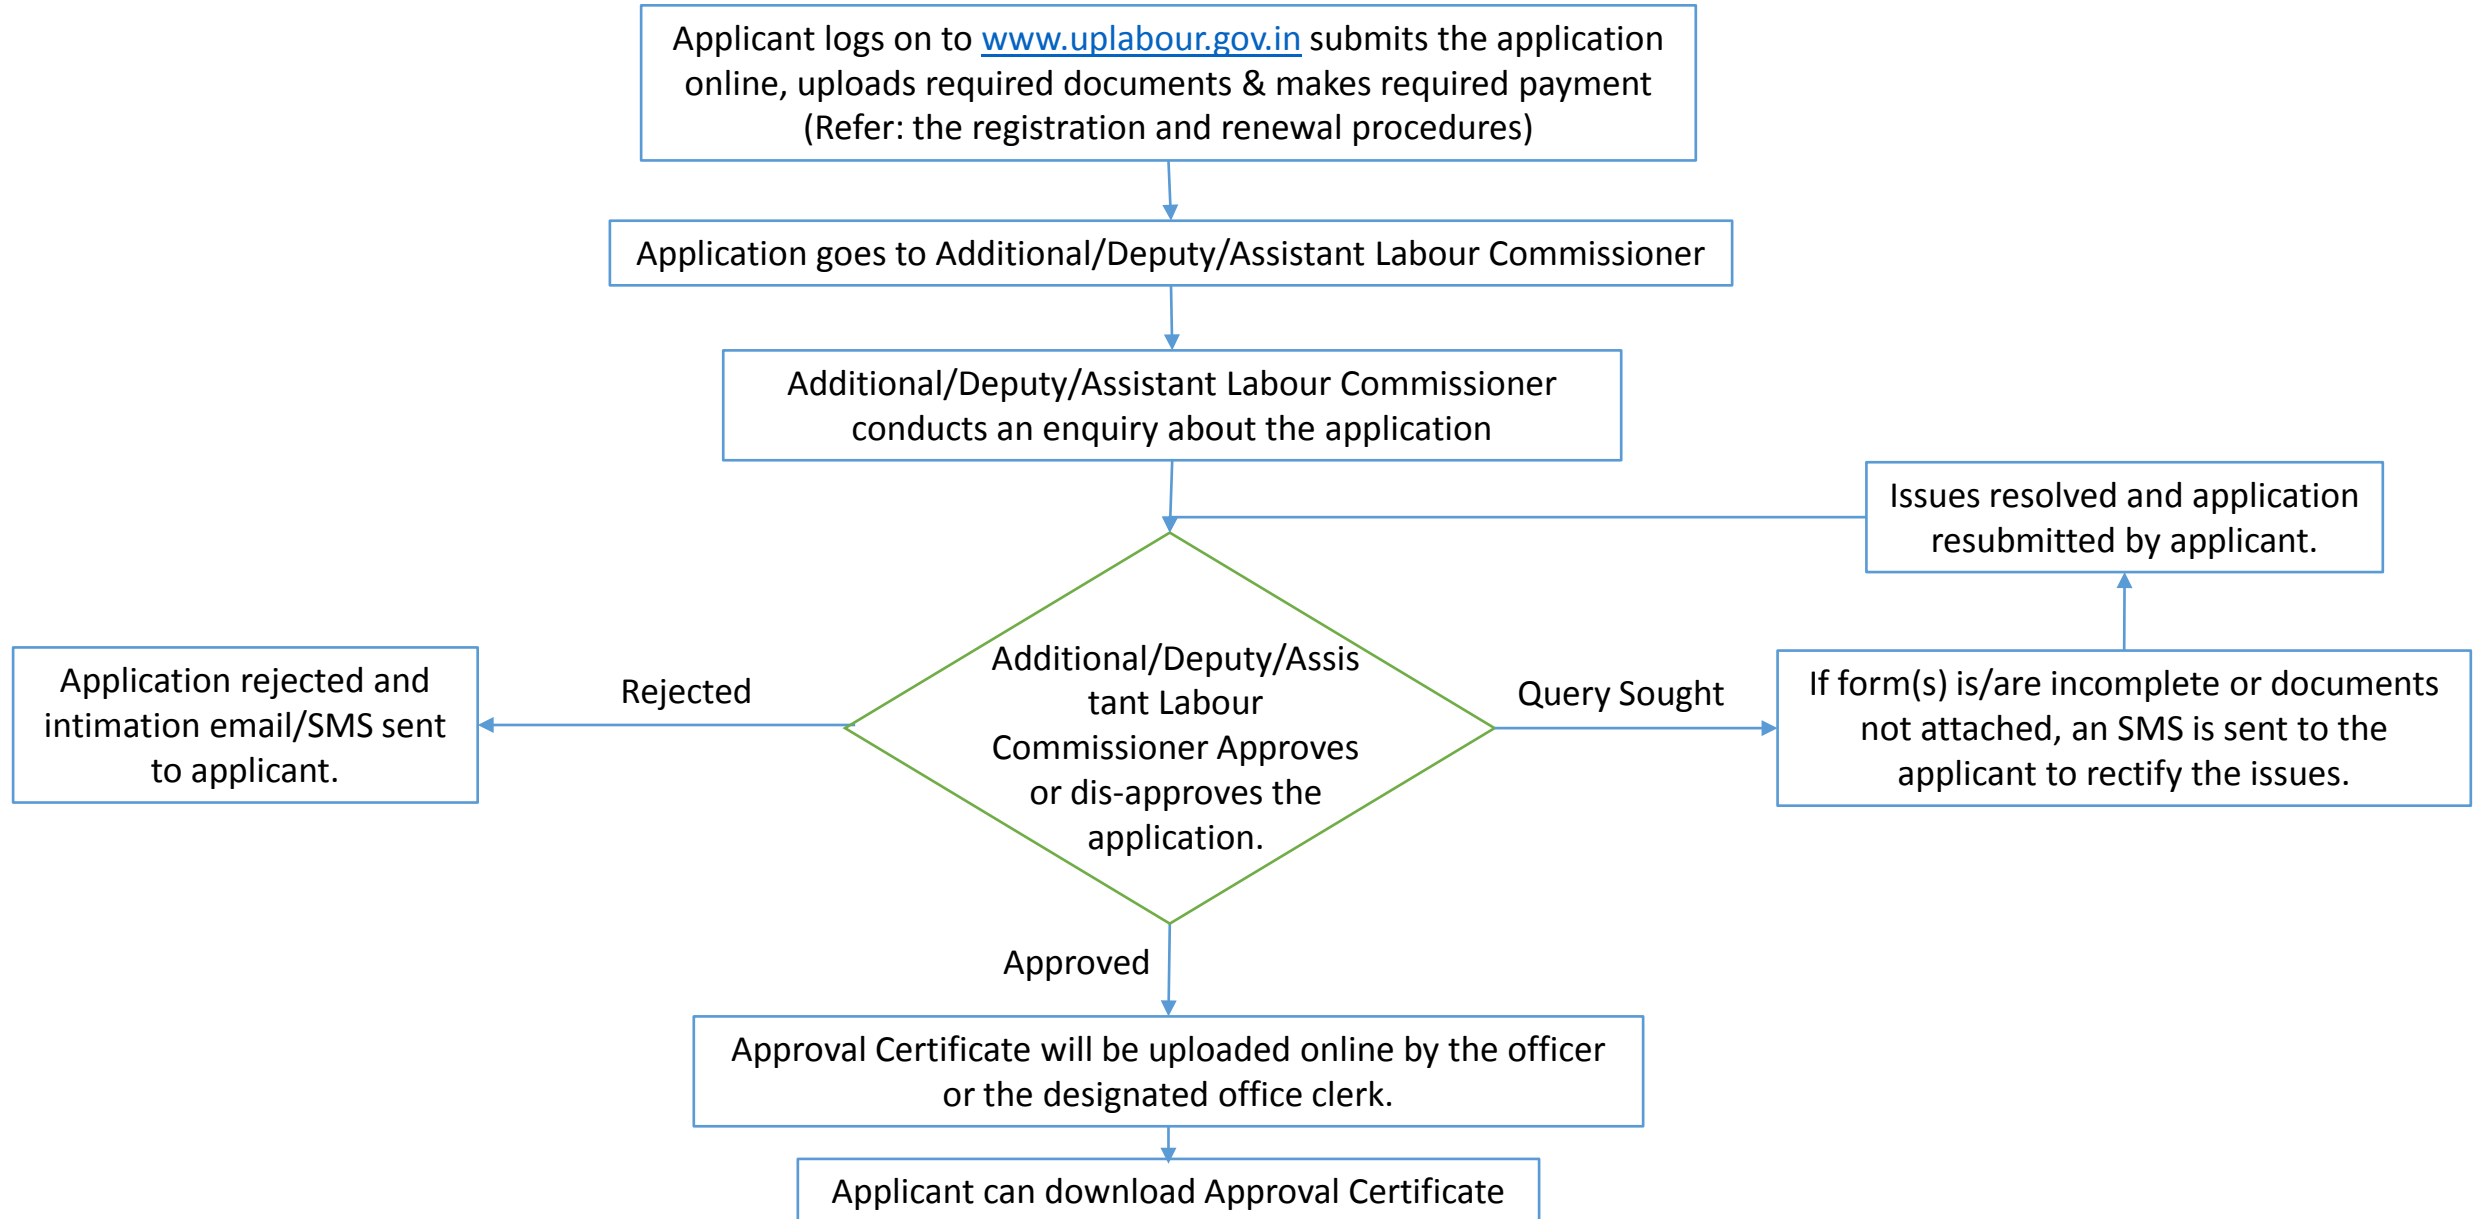 Applicant logs on to www.uplabour.gov.in submits the application
online, uploads required documents & makes required payment
(Refer: the registration and renewal procedures)
Application goes to Additional/Deputy/Assistant Labour Commissioner
Additional/Deputy/Assistant Labour Commissioner
conducts an enquiry about the application
Issues resolved and application
resubmitted by applicant.
Application rejected and
intimation email/SMS sent
to applicant.
Rejected
Additional/Deputy/Assis
tant Labour
Commissioner Approves
or dis-approves the
application.
Query Sought
If form(s) is/are incomplete or documents
not attached, an SMS is sent to the
applicant to rectify the issues.
Approved
Approval Certificate will be uploaded online by the officer
or the designated office clerk.
Applicant can download Approval Certificate